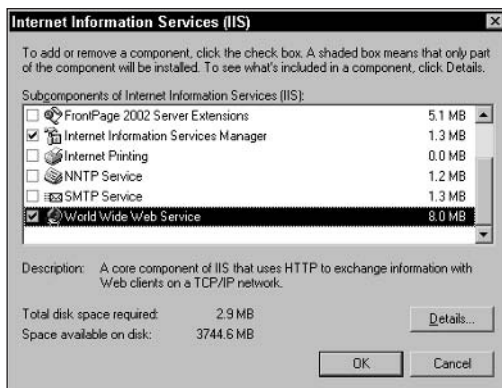 Internet Information Services (IIS)
To add or remove a component, click the check box. A shaded box means that only part
of the component will be installed. To see what's included in a component, click Details.
Subcomponents of Internet Information Services (IIS):
FrontPage 2002 Server Extensions 5.1 MB
Internet Information Services Manager 1.3 MB
Internet Printing 0.0 MB
NNTP Service 1.2 MB
SMTP Service 1.3 MB
World Wide Web Service 8.0 MB
Description: A core component of IIS that uses HTTP to exchange information with
Web clients on a TCP/IP network.
Total disk space required: 2.9 MB
Space available on disk: 3744.6 MB
Details...
OK Cancel